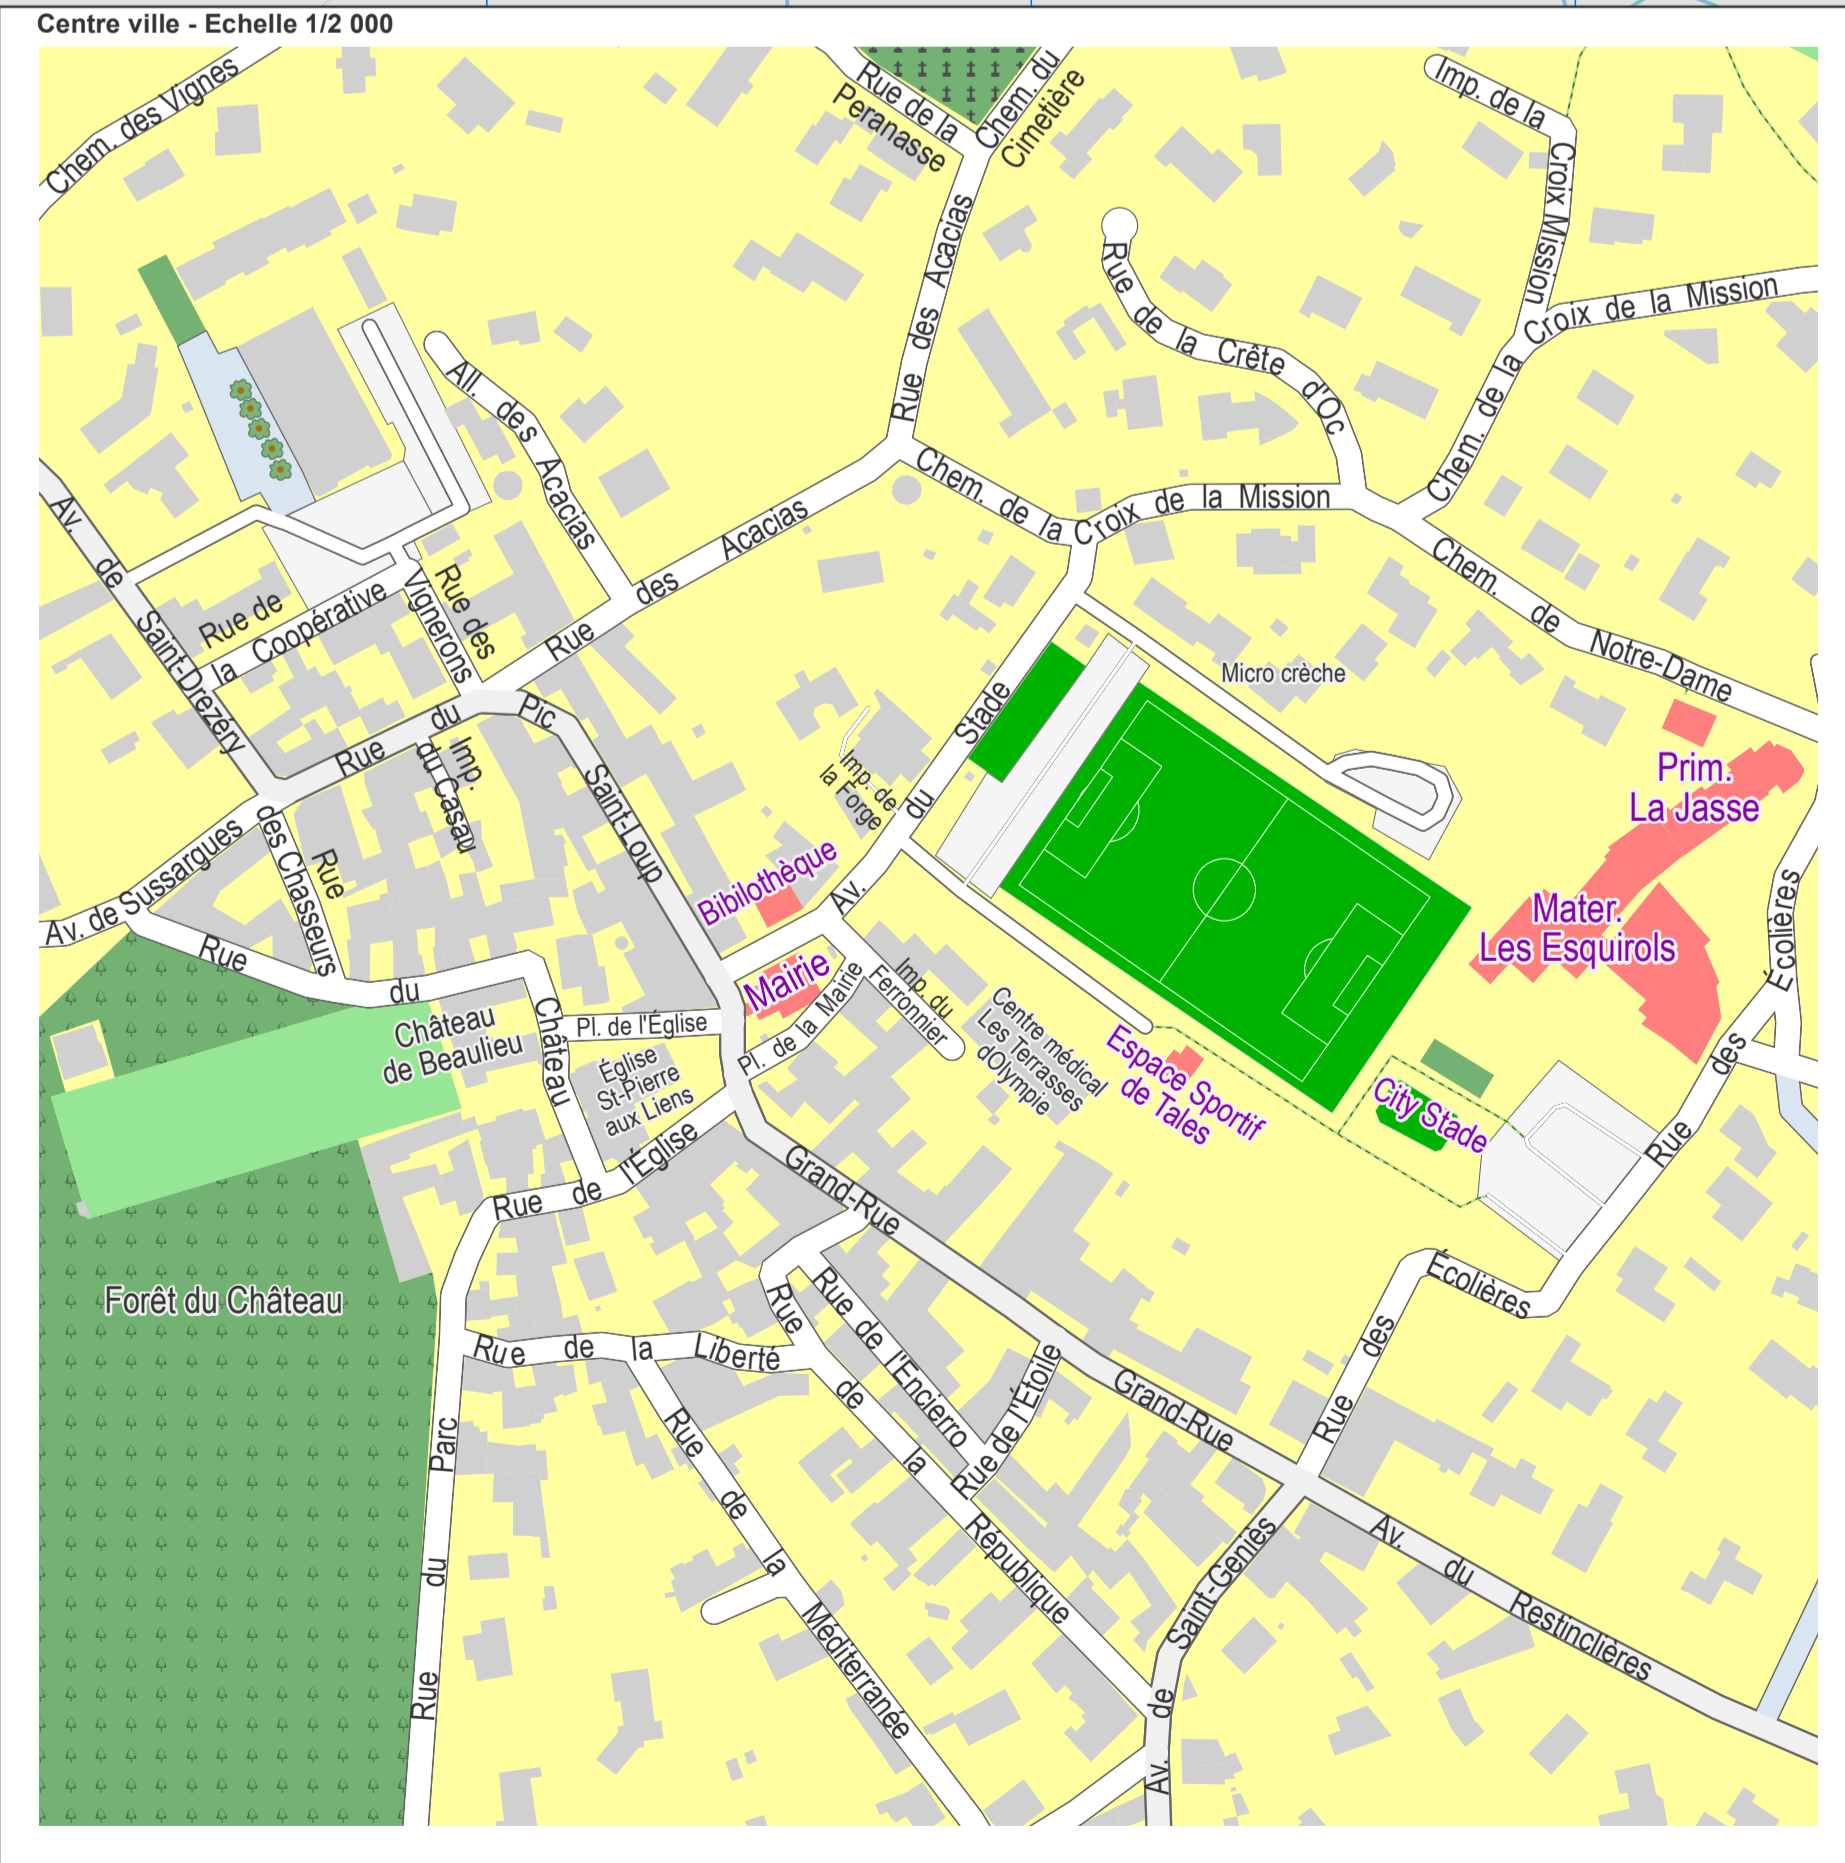 Centre ville - Echelle 1/2 000
Chem. des Vignes
Rue de la
Peranasse
Chem. du
Cimetière
Imp. de la
Croix Mission
Rue des Acacias
Rue de la Crête d'Oc
Chem. de la Croix de la Mission
All. des Acacias
Chem. de la Croix de la Mission
Rue des Acacias
Av. de Saint-Drezéry
Rue de
la Coopérative
Rue des
Vignerons
Chem. de Notre-Dame
Micro crèche
Av. du Stade
Rue du Pic Saint-Loup
Imp.
du Casau
Imp. de
la Forge
Prim.
La Jasse
Av. de Sussargues
Rue
des Chasseurs
Bibilothèque
Mater.
Les Esquirols
Mairie
Pl. de la Mairie
Imp. du
Ferronnier
Rue du Château
Château
de Beaulieu
Pl. de l'Église
Église
St-Pierre
aux Liens
Centre médical
Les Terrasses
dOlympie
Espace Sportif
de Tales
City Stade
Rue des Écolières
Rue de l'Église
Grand-Rue
Forêt du Château
Rue de la Liberté
Rue de l'Encierro
Rue de l'Étoile
Grand-Rue
Rue des Écolières
Rue de la République
Rue du Parc
Rue de la Méditerranée
Av. de Saint-Geniès
Av. du Restinclières